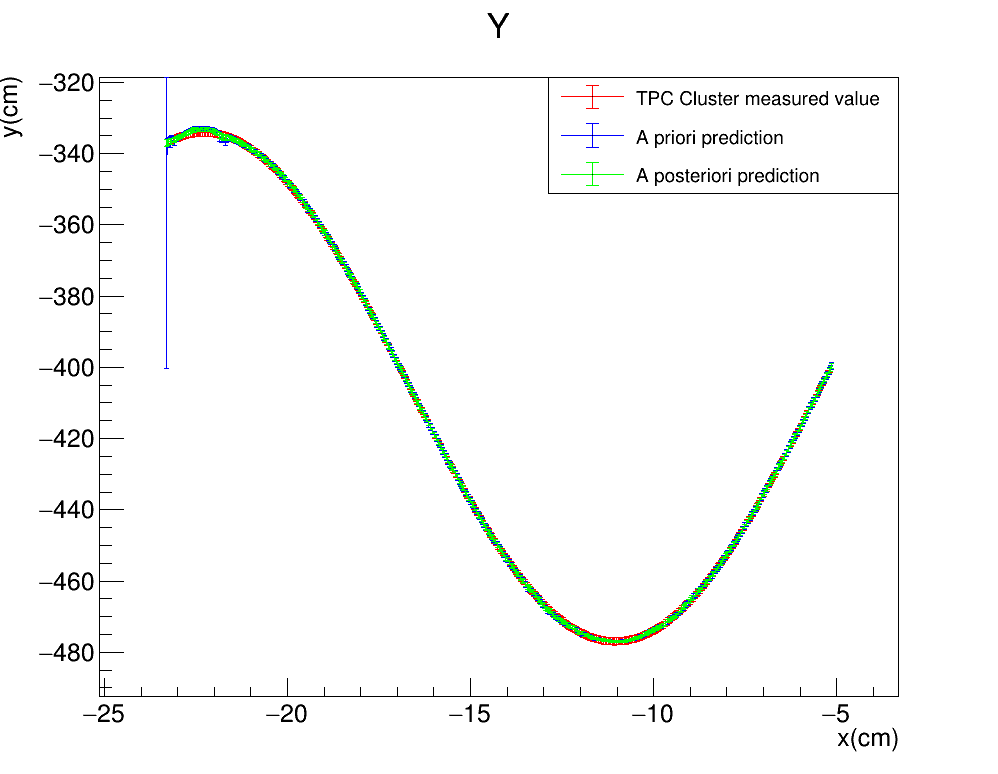 Y
y(cm)
TPC Cluster measured value
A priori prediction
A posteriori prediction
−320
−340
−360
−380
−400
−420
−440
−460
−480
−25 −20 −15 −10 −5
x(cm)